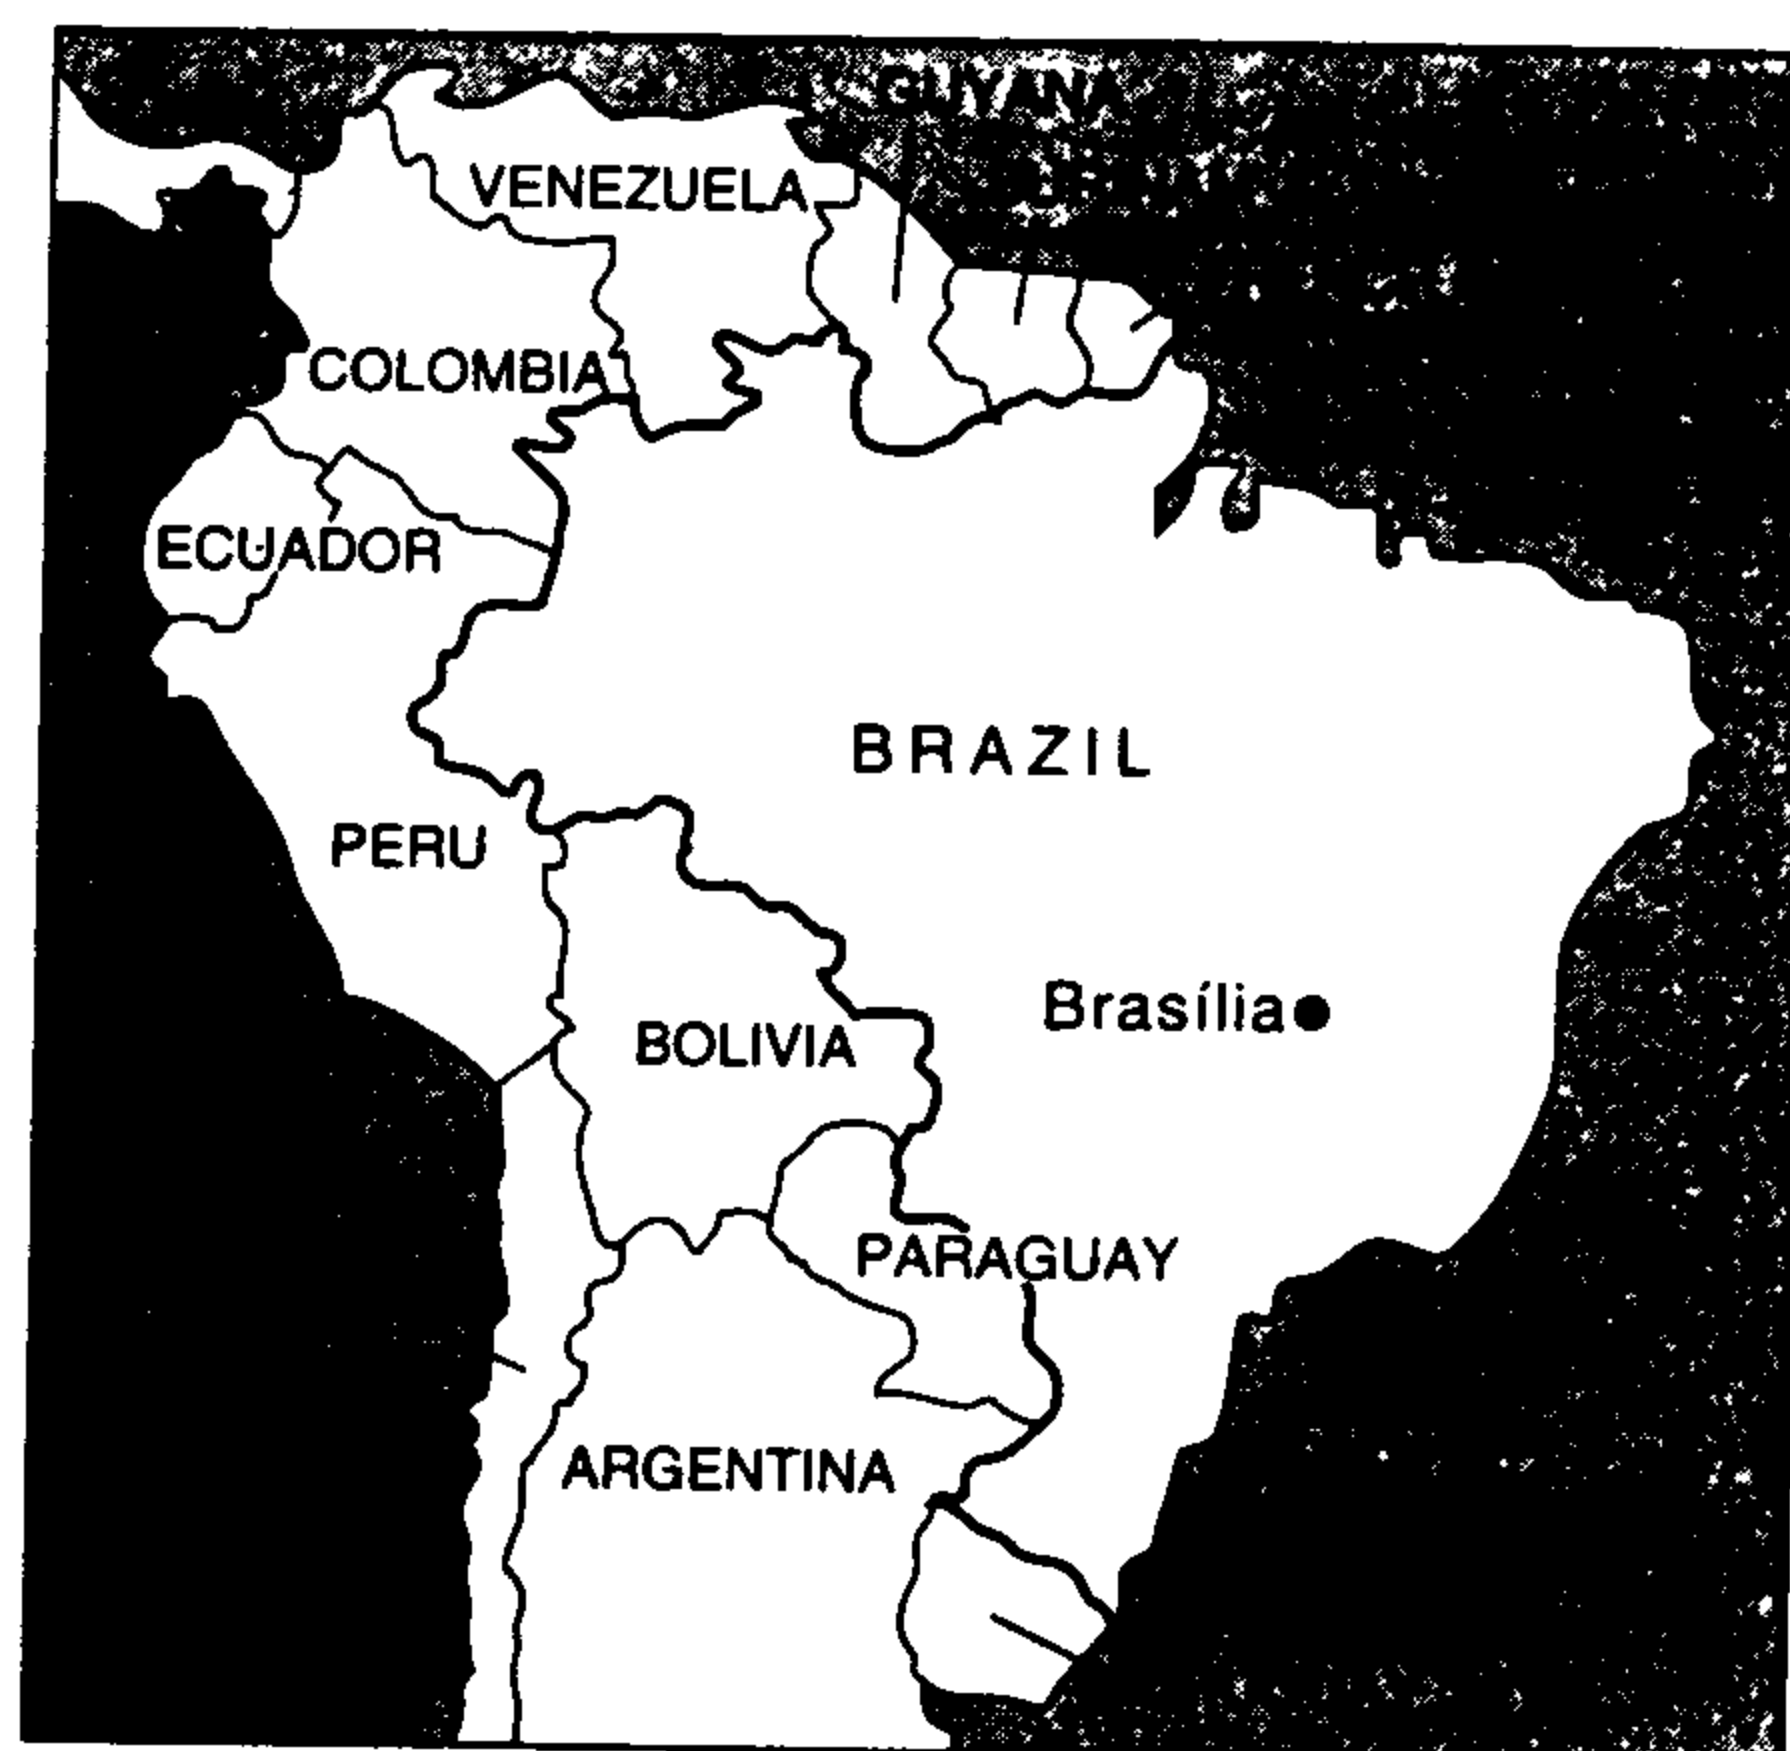 GUYANA
VENEZUELA
COLOMBIA
ECUADOR
BRAZIL
PERU
Brasília
BOLIVIA
PARAGUAY
ARGENTINA